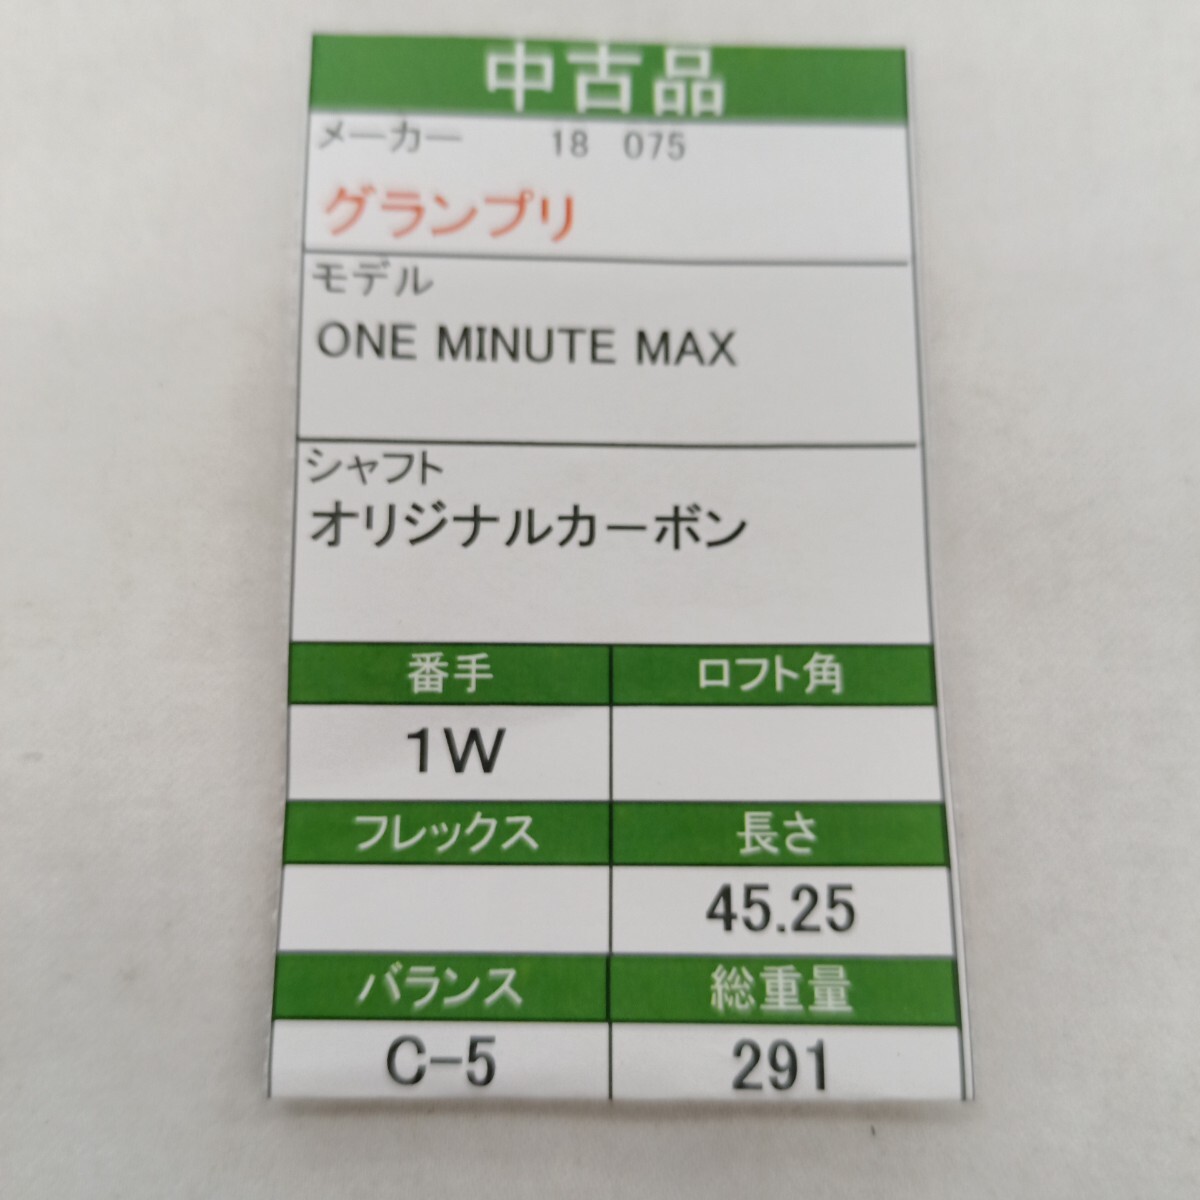 中古品
メーカー 18 075
グランプリ
モデル
ONE MINUTE MAX
シャフト
オリジナルカーボン
番手 ロフト角
1W
フレックス 長さ
45.25
バランス 総重量
C-5 291